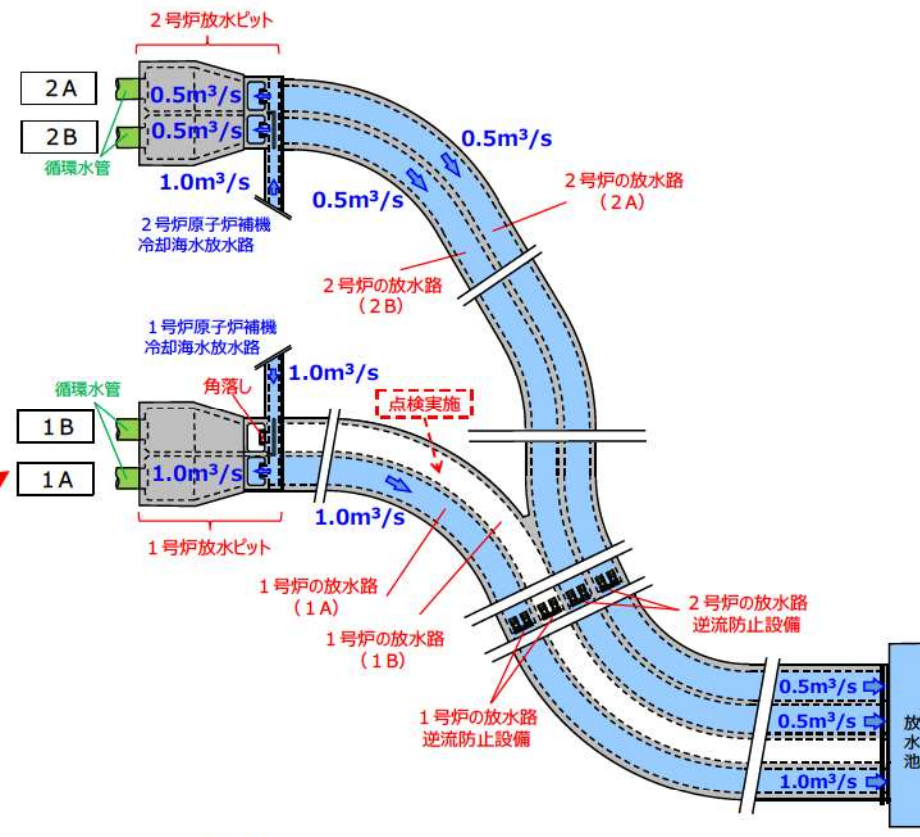 ２号炉放水ピット
２A
0.5m³/s
２B
0.5m³/s
循環水管
1.0m³/s
２号炉原子炉補機
冷却海水放水路
0.5m³/s
0.5m³/s
２号炉の放水路
（２A）
２号炉の放水路
（２B）
１号炉原子炉補機
冷却海水放水路
1.0m³/s
循環水管
角落し
点検実施
１B
１A
1.0m³/s
1.0m³/s
１号炉放水ピット
１号炉の放水路
（１A）
１号炉の放水路
（１B）
２号炉の放水路
逆流防止設備
１号炉の放水路
逆流防止設備
0.5m³/s
0.5m³/s
1.0m³/s
放
水
池